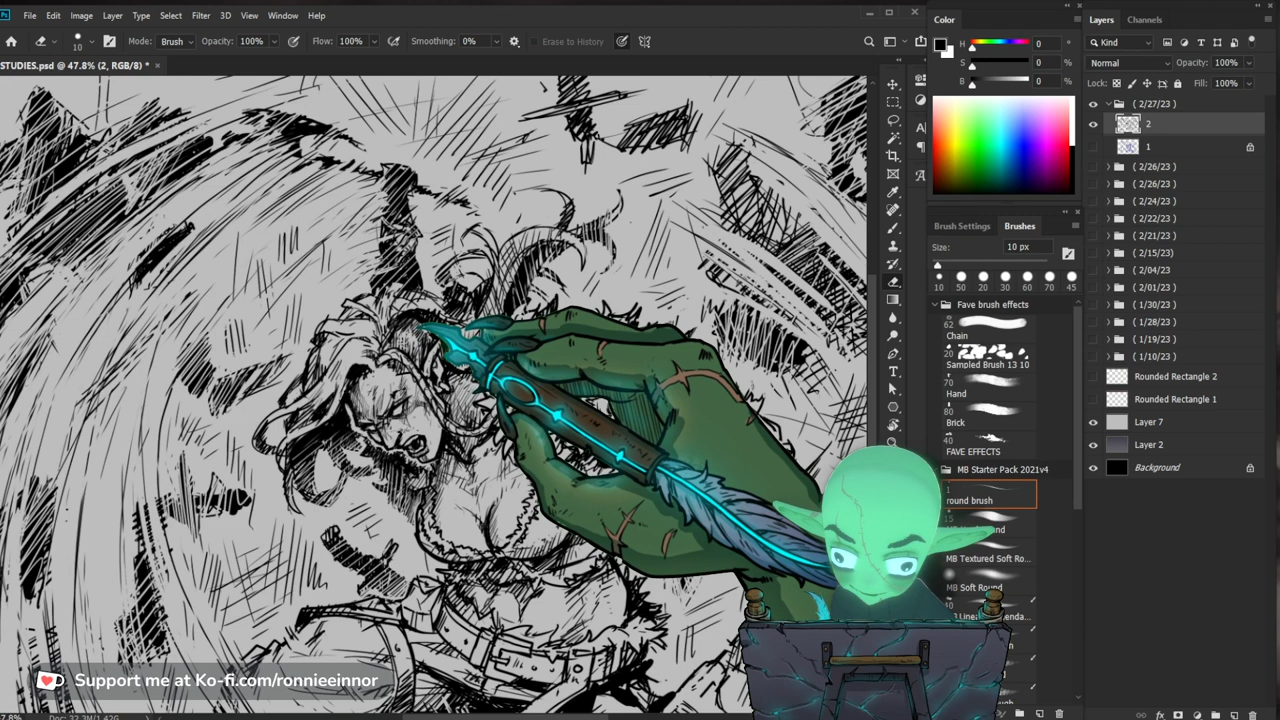 File Edit Image Layer Type Select Filter 3D View Window Help
10 Mode: Brush Opacity: 100% Flow: 100% Smoothing: 0% Erase to History
STUDIES.psd @ 47.8% (2, RGB/8) *
Color
H 0 °
S 0 %
B 0 %
Brush Settings Brushes
Size: 10 px
10 50 20 30 60 70 45
Fave brush effects
62
Chain
20
Sampled Brush 13 10
70
Hand
80
Brick
40
FAVE EFFECTS
MB Starter Pack 2021v4
1
round brush
15
MB Textured Soft Ro...
MB Soft Round
Layers Channels
Kind
Normal Opacity: 100%
Lock: Fill: 100%
( 2/27/23 )
2
1
( 2/26/23 )
( 2/26/23 )
( 2/24/23 )
( 2/22/23 )
( 2/21/23 )
( 2/15/23)
( 2/04/23
( 2/01/23 )
( 1/30/23 )
( 1/28/23 )
( 1/19/23 )
( 1/10/23 )
Rounded Rectangle 2
Rounded Rectangle 1
Layer 7
Layer 2
Background
Support me at Ko-fi.com/ronnieeinnor